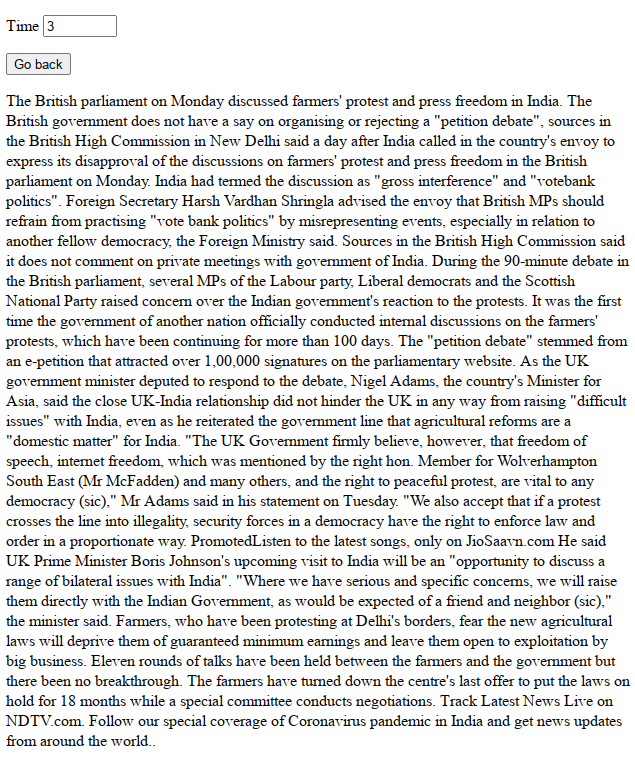 Time 3
Go back
The British parliament on Monday discussed farmers' protest and press freedom in India. The
British government does not have a say on organising or rejecting a "petition debate", sources in
the British High Commission in New Delhi said a day after India called in the country's envoy to
express its disapproval of the discussions on farmers' protest and press freedom in the British
parliament on Monday. India had termed the discussion as "gross interference" and "votebank
politics". Foreign Secretary Harsh Vardhan Shringla advised the envoy that British MPs should
refrain from practising "vote bank politics" by misrepresenting events, especially in relation to
another fellow democracy, the Foreign Ministry said. Sources in the British High Commission said
it does not comment on private meetings with government of India. During the 90-minute debate in
the British parliament, several MPs of the Labour party, Liberal democrats and the Scottish
National Party raised concern over the Indian government's reaction to the protests. It was the first
time the government of another nation officially conducted internal discussions on the farmers'
protests, which have been continuing for more than 100 days. The "petition debate" stemmed from
an e-petition that attracted over 1,00,000 signatures on the parliamentary website. As the UK
government minister deputed to respond to the debate, Nigel Adams, the country's Minister for
Asia, said the close UK-India relationship did not hinder the UK in any way from raising "difficult
issues" with India, even as he reiterated the government line that agricultural reforms are a
"domestic matter" for India. "The UK Government firmly believe, however, that freedom of
speech, internet freedom, which was mentioned by the right hon. Member for Wolverhampton
South East (Mr McFadden) and many others, and the right to peaceful protest, are vital to any
democracy (sic)," Mr Adams said in his statement on Tuesday. "We also accept that if a protest
crosses the line into illegality, security forces in a democracy have the right to enforce law and
order in a proportionate way. PromotedListen to the latest songs, only on JioSaavn.com He said
UK Prime Minister Boris Johnson's upcoming visit to India will be an "opportunity to discuss a
range of bilateral issues with India". "Where we have serious and specific concerns, we will raise
them directly with the Indian Government, as would be expected of a friend and neighbor (sic),"
the minister said. Farmers, who have been protesting at Delhi's borders, fear the new agricultural
laws will deprive them of guaranteed minimum earnings and leave them open to exploitation by
big business. Eleven rounds of talks have been held between the farmers and the government but
there been no breakthrough. The farmers have turned down the centre's last offer to put the laws on
hold for 18 months while a special committee conducts negotiations. Track Latest News Live on
NDTV.com. Follow our special coverage of Coronavirus pandemic in India and get news updates
from around the world..